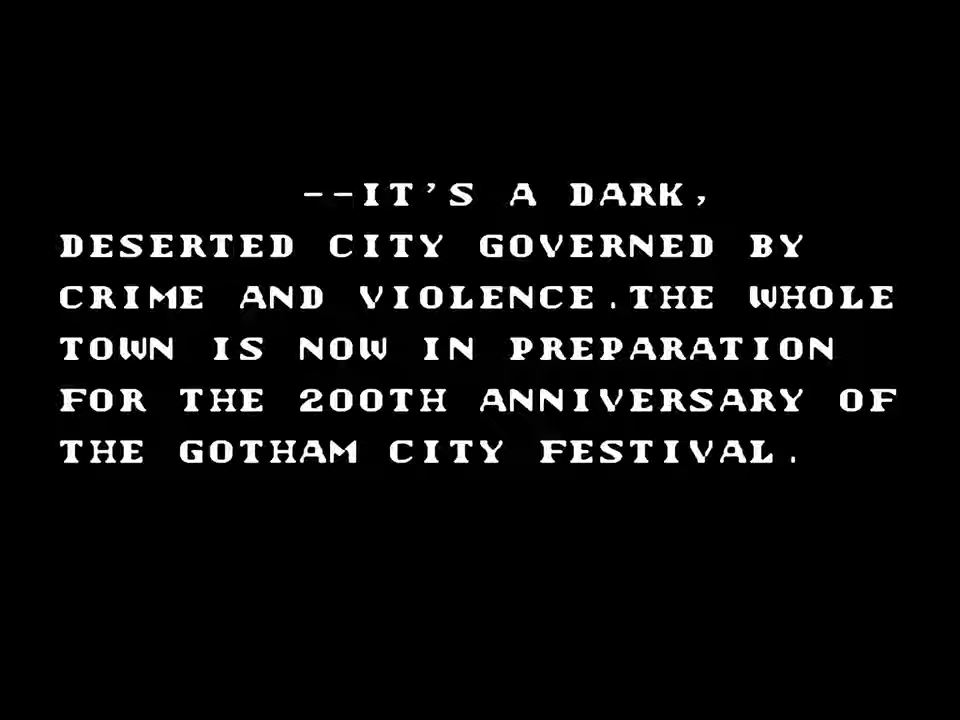 --IT'S A DARK,
DESERTED CITY GOVERNED BY
CRIME AND VIOLENCE.THE WHOLE
TOWN IS NOW IN PREPARATION
FOR THE 200TH ANNIVERSARY OF
THE GOTHAM CITY FESTIVAL.